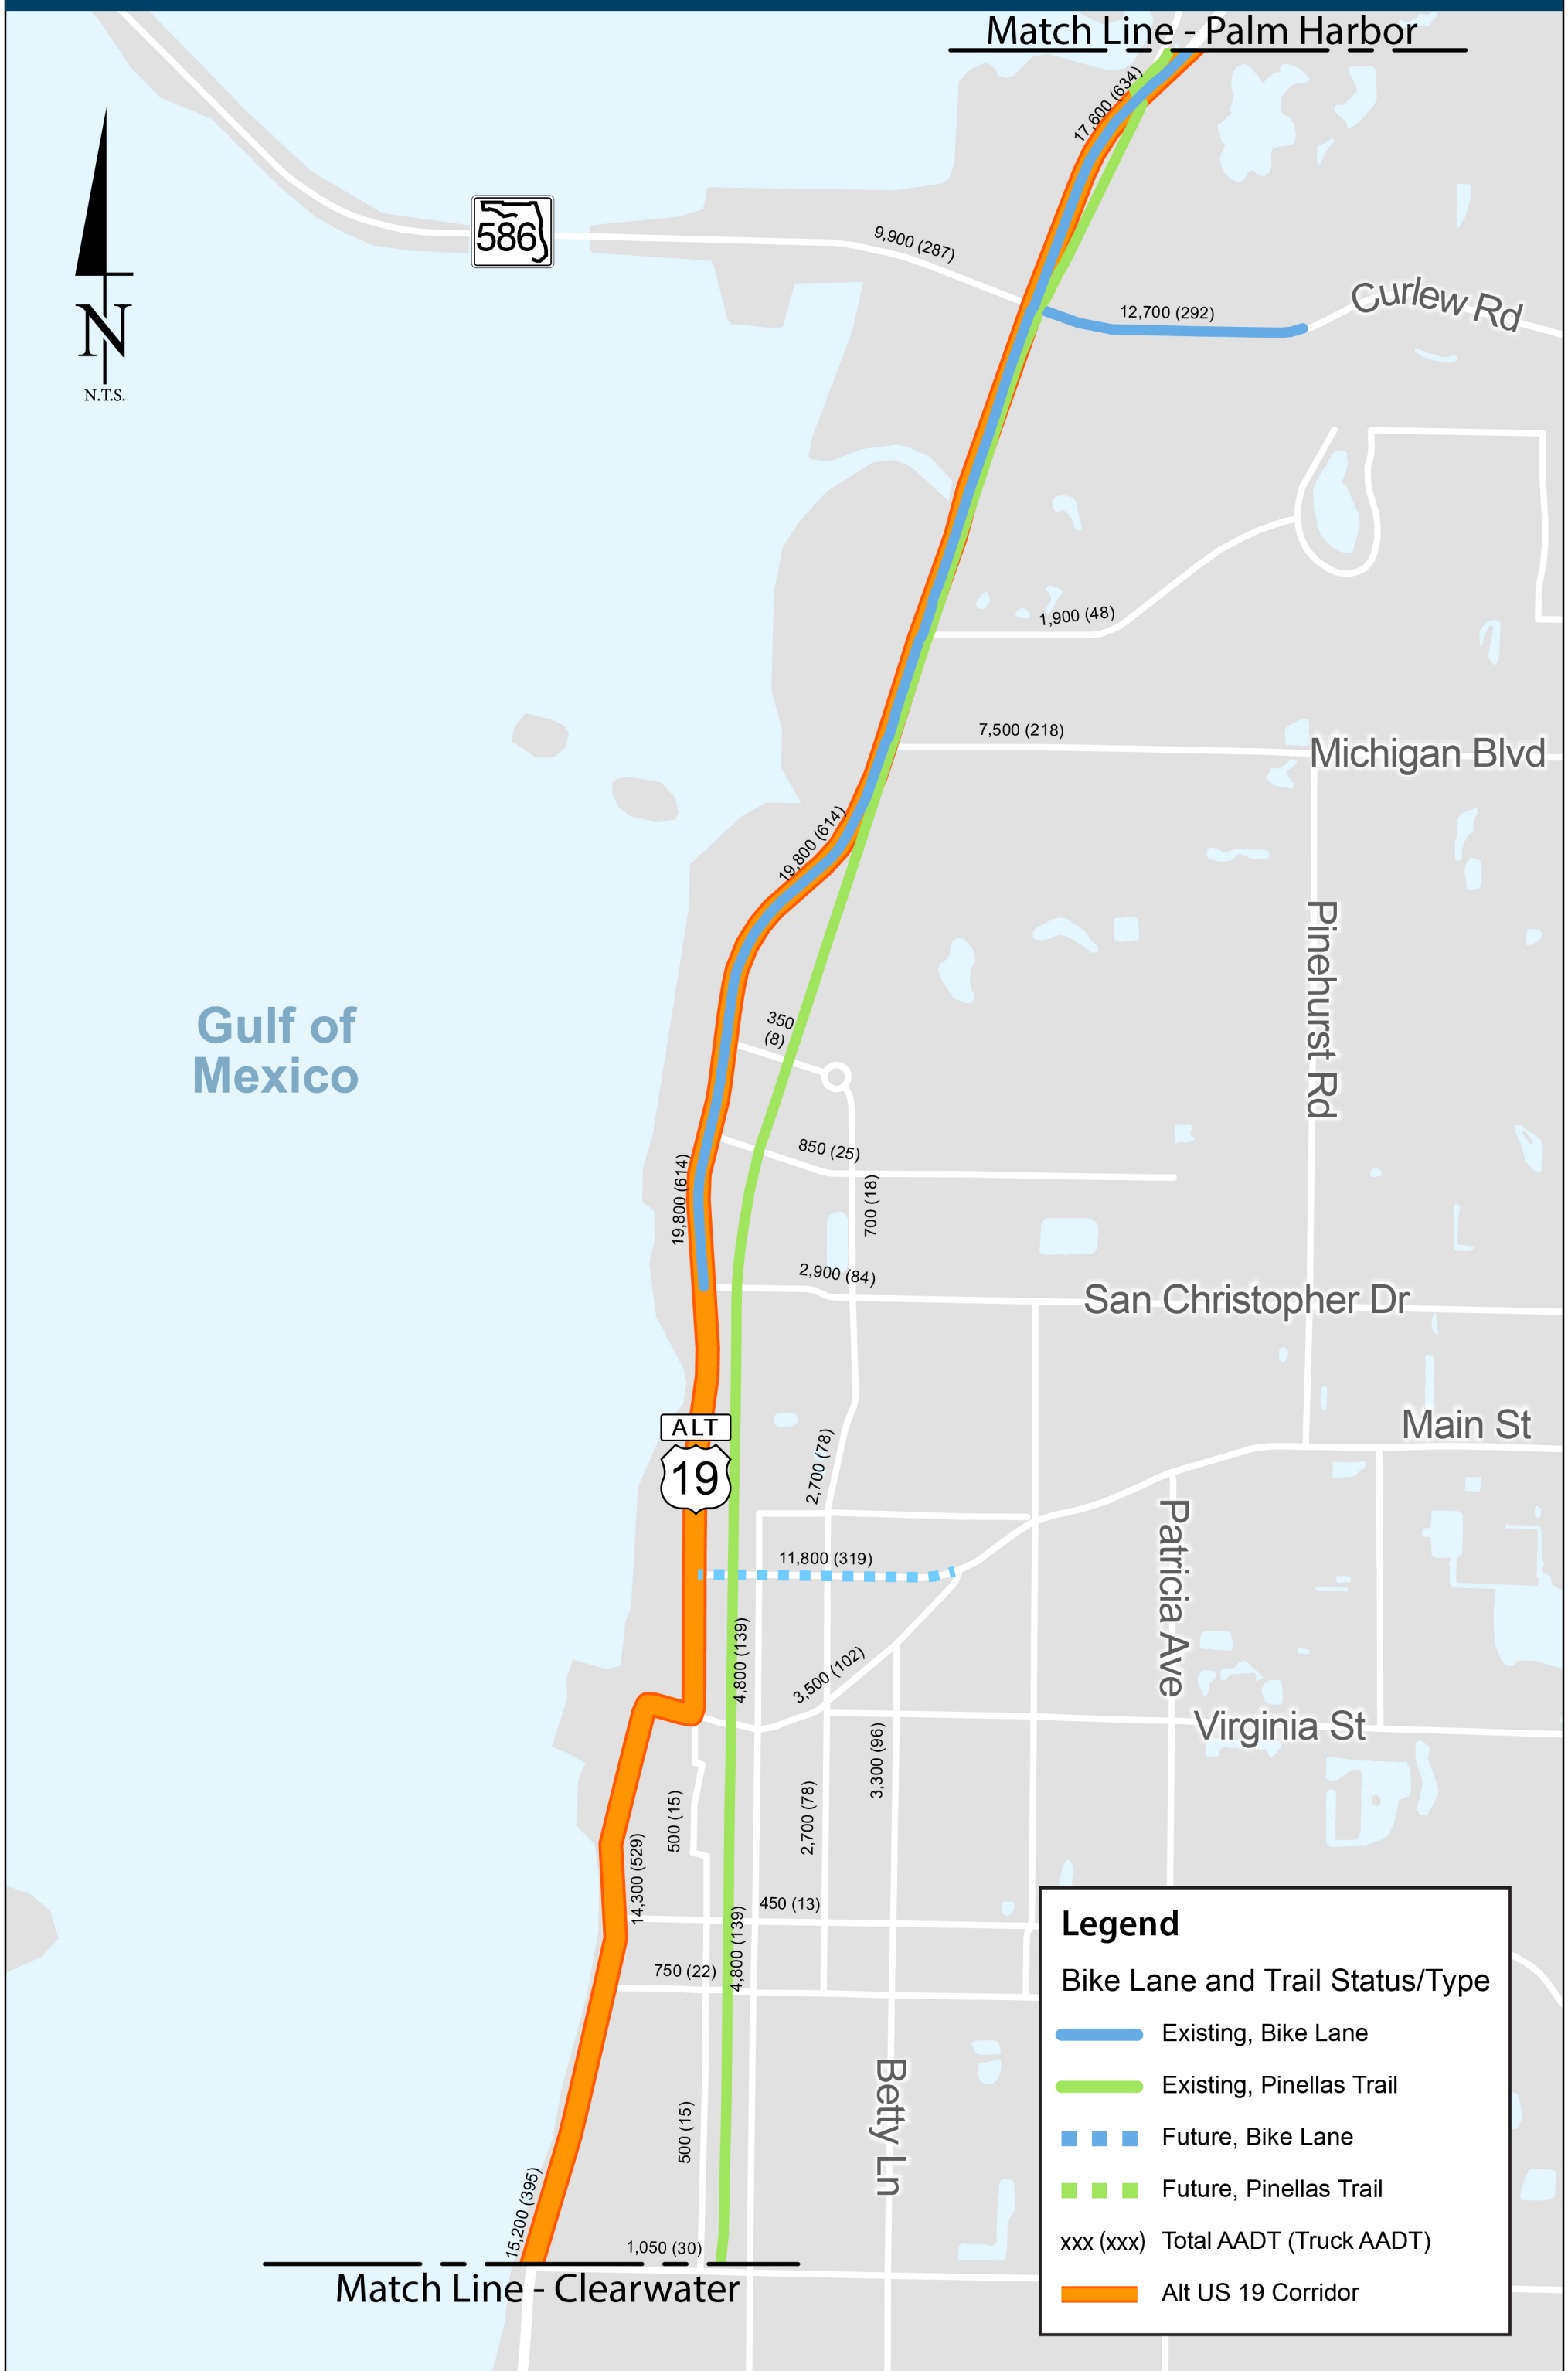 Match Line - Palm Harbor
17,600 (634)
586
9,900 (287)
12,700 (292)
Curlew Rd
N
N.T.S.
1,900 (48)
7,500 (218)
Michigan Blvd
19,800 (614)
Pinehurst Rd
Gulf of
Mexico
350
(8)
850 (25)
700 (18)
19,800 (614)
2,900 (84)
San Christopher Dr
Main St
ALT
19
2,700 (78)
11,800 (319)
Patricia Ave
4,800 (139)
3,500 (102)
Virginia St
3,300 (96)
500 (15)
2,700 (78)
14,300 (529)
450 (13)
4,800 (139)
750 (22)
Betty Ln
500 (15)
15,200 (395)
1,050 (30)
Match Line - Clearwater
Legend
Bike Lane and Trail Status/Type
Existing, Bike Lane
Existing, Pinellas Trail
Future, Bike Lane
Future, Pinellas Trail
xxx (xxx) Total AADT (Truck AADT)
Alt US 19 Corridor